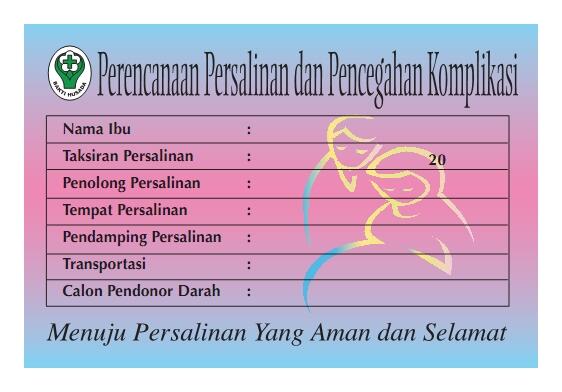 Perencanaan Persalinan dan Pencegahan Komplikasi
BAKTI HUSADA
Nama Ibu :
Taksiran Persalinan : 20
Penolong Persalinan :
Tempat Persalinan :
Pendamping Persalinan :
Transportasi :
Calon Pendonor Darah :
Menuju Persalinan Yang Aman dan Selamat